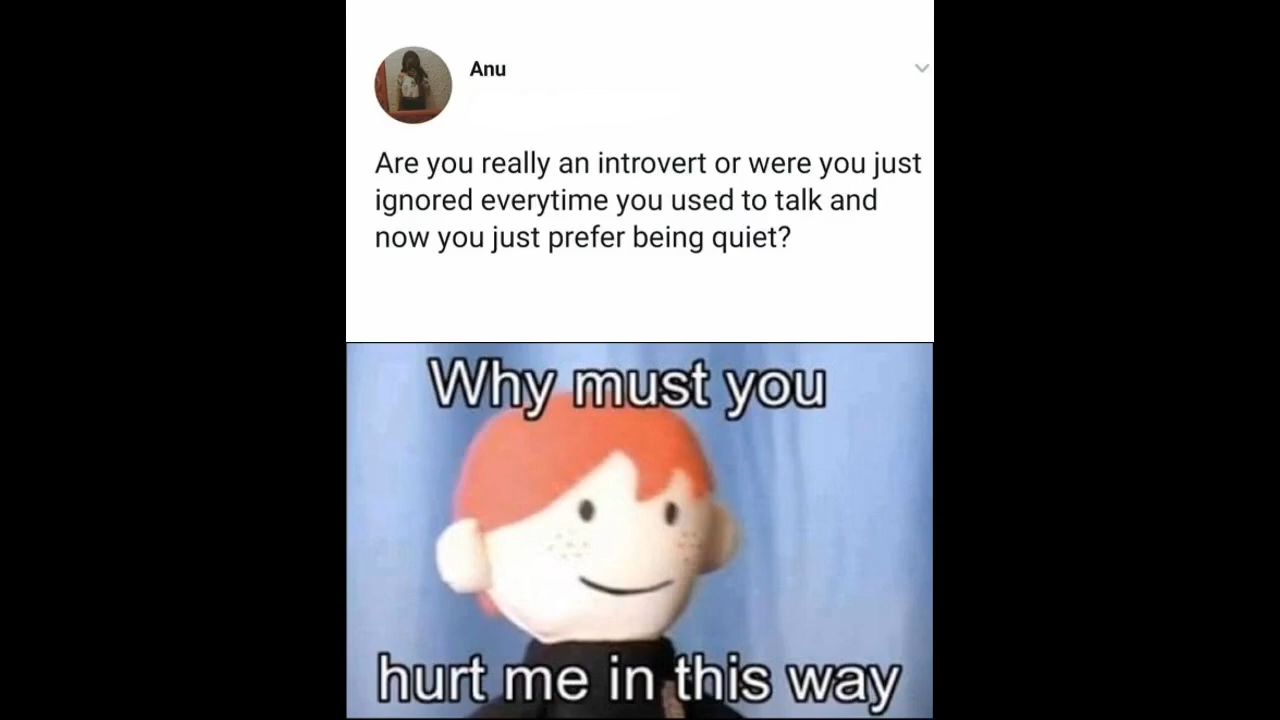 Anu
Are you really an introvert or were you just
ignored everytime you used to talk and
now you just prefer being quiet?
Why must you
hurt me in this way